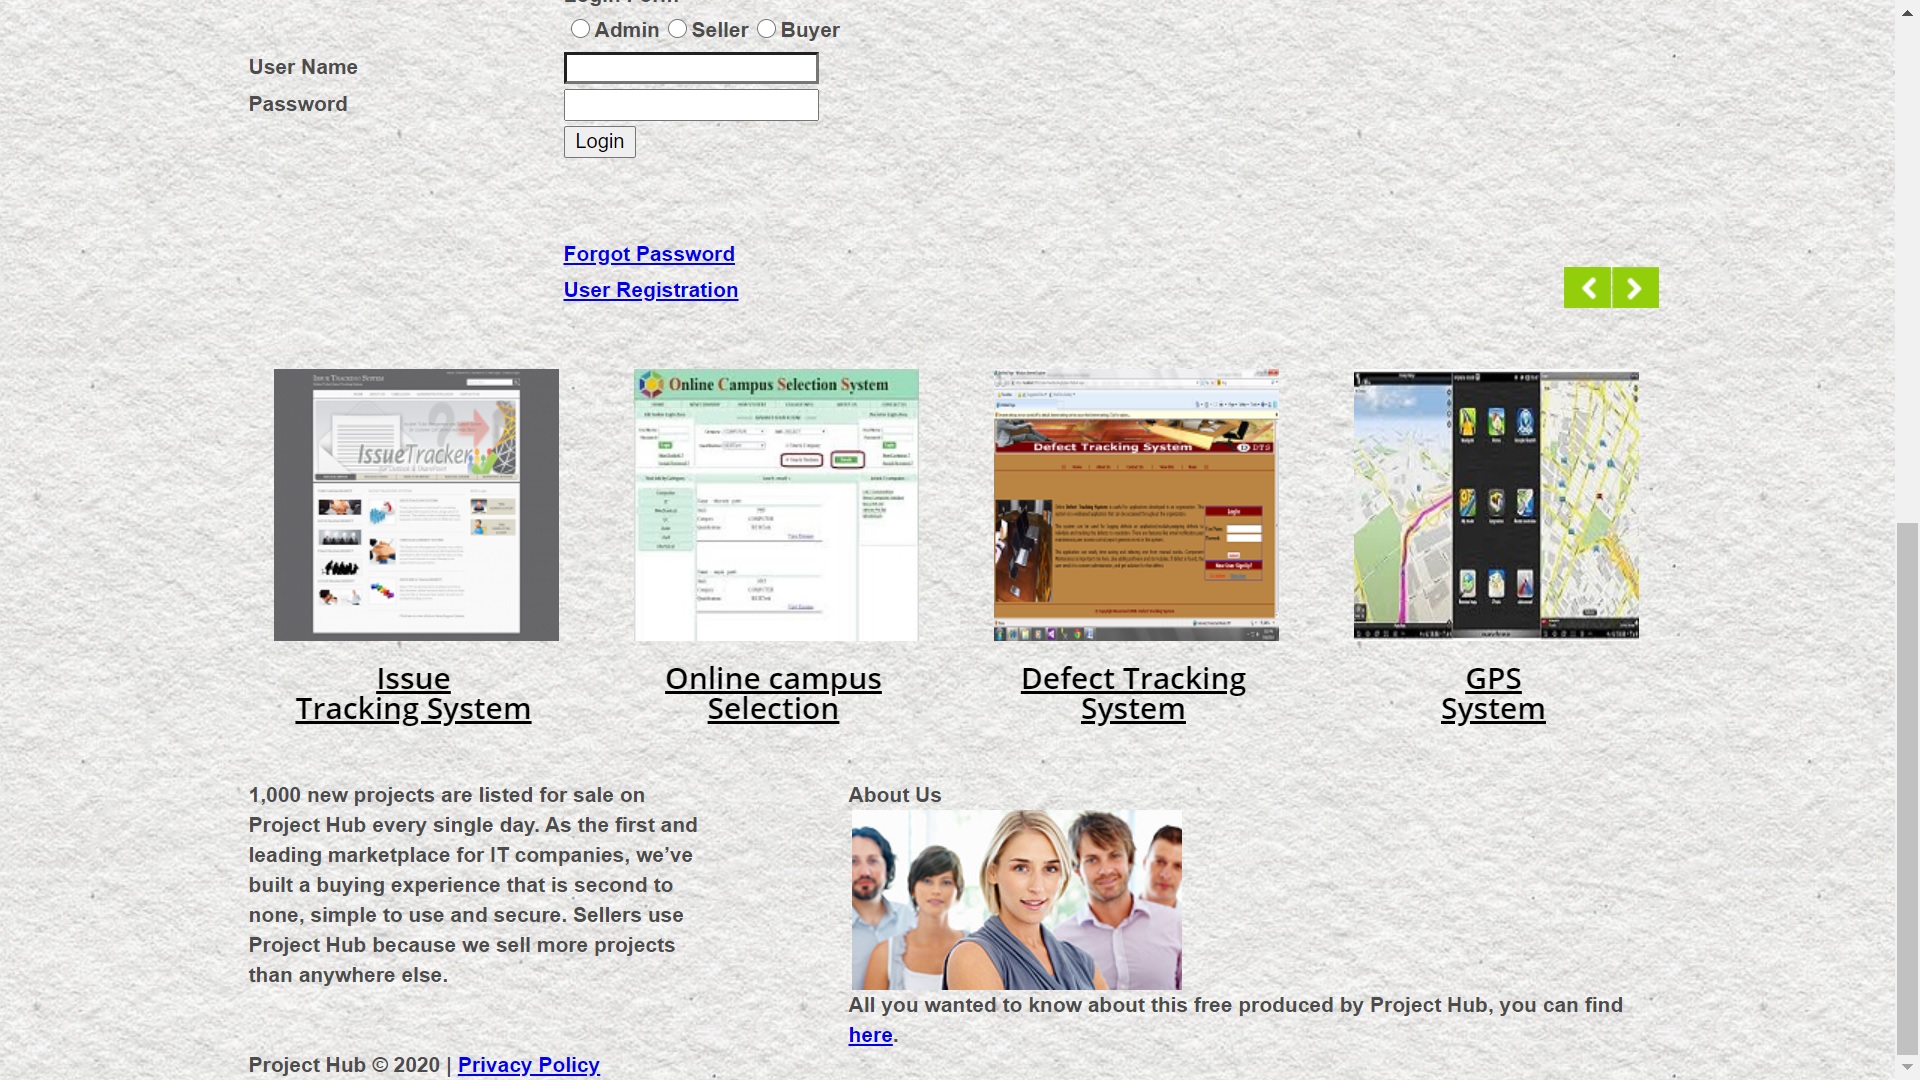 Admin Seller Buyer
User Name
Password
Login
Forgot Password
User Registration
ISSUE TRACKING SYSTEM
IssueTracker
Online Campus Selection System
Defect Tracking System
DTS
Login
Issue
Tracking System
Online campus
Selection
Defect Tracking
System
GPS
System
1,000 new projects are listed for sale on
Project Hub every single day. As the first and
leading marketplace for IT companies, we’ve
built a buying experience that is second to
none, simple to use and secure. Sellers use
Project Hub because we sell more projects
than anywhere else.
About Us
All you wanted to know about this free produced by Project Hub, you can find
here.
Project Hub © 2020 | Privacy Policy